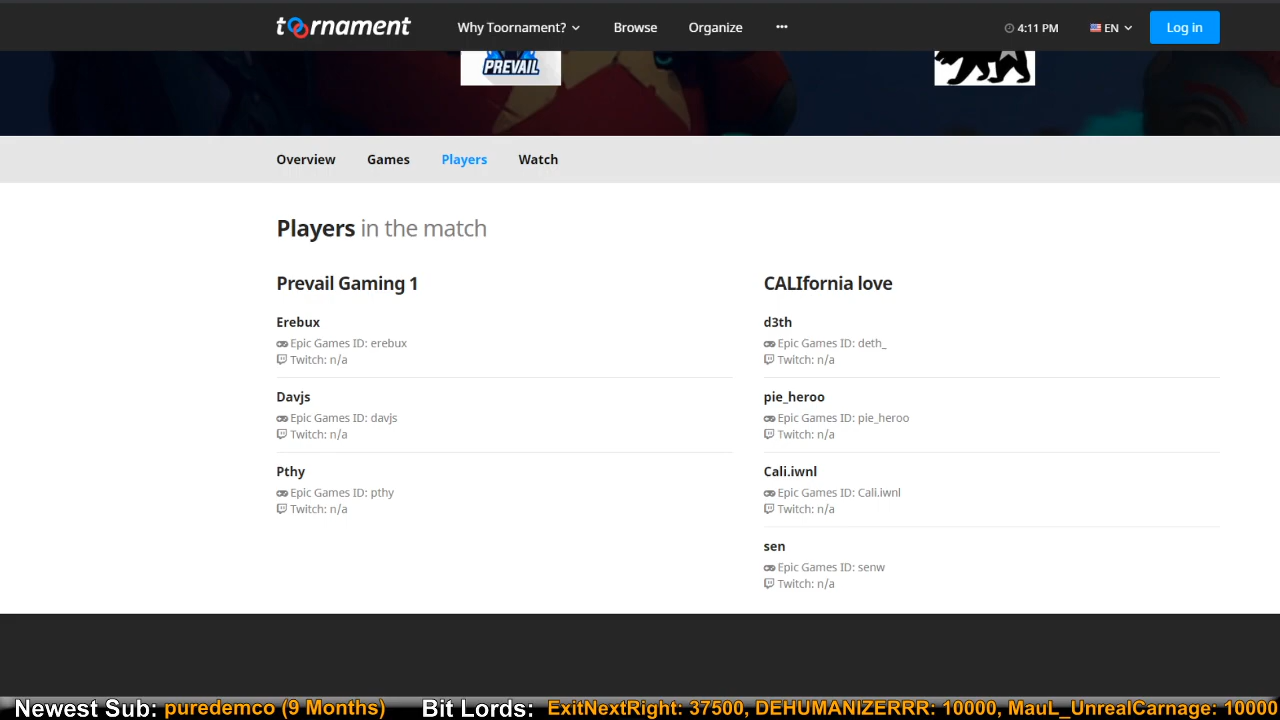 toornament Why Toornament? Browse Organize ••• 4:11 PM EN Log in
PREVAIL
Overview Games Players Watch
Players in the match
Prevail Gaming 1
Erebux
Epic Games ID: erebux
Twitch: n/a
Davjs
Epic Games ID: davjs
Twitch: n/a
Pthy
Epic Games ID: pthy
Twitch: n/a
CALIfornia love
d3th
Epic Games ID: deth_
Twitch: n/a
pie_heroo
Epic Games ID: pie_heroo
Twitch: n/a
Cali.iwnl
Epic Games ID: Cali.iwnl
Twitch: n/a
sen
Epic Games ID: senw
Twitch: n/a
Newest Sub: puredemco (9 Months) Bit Lords: ExitNextRight: 37500, DEHUMANIZERRR: 10000, MauL_UnrealCarnage: 10000